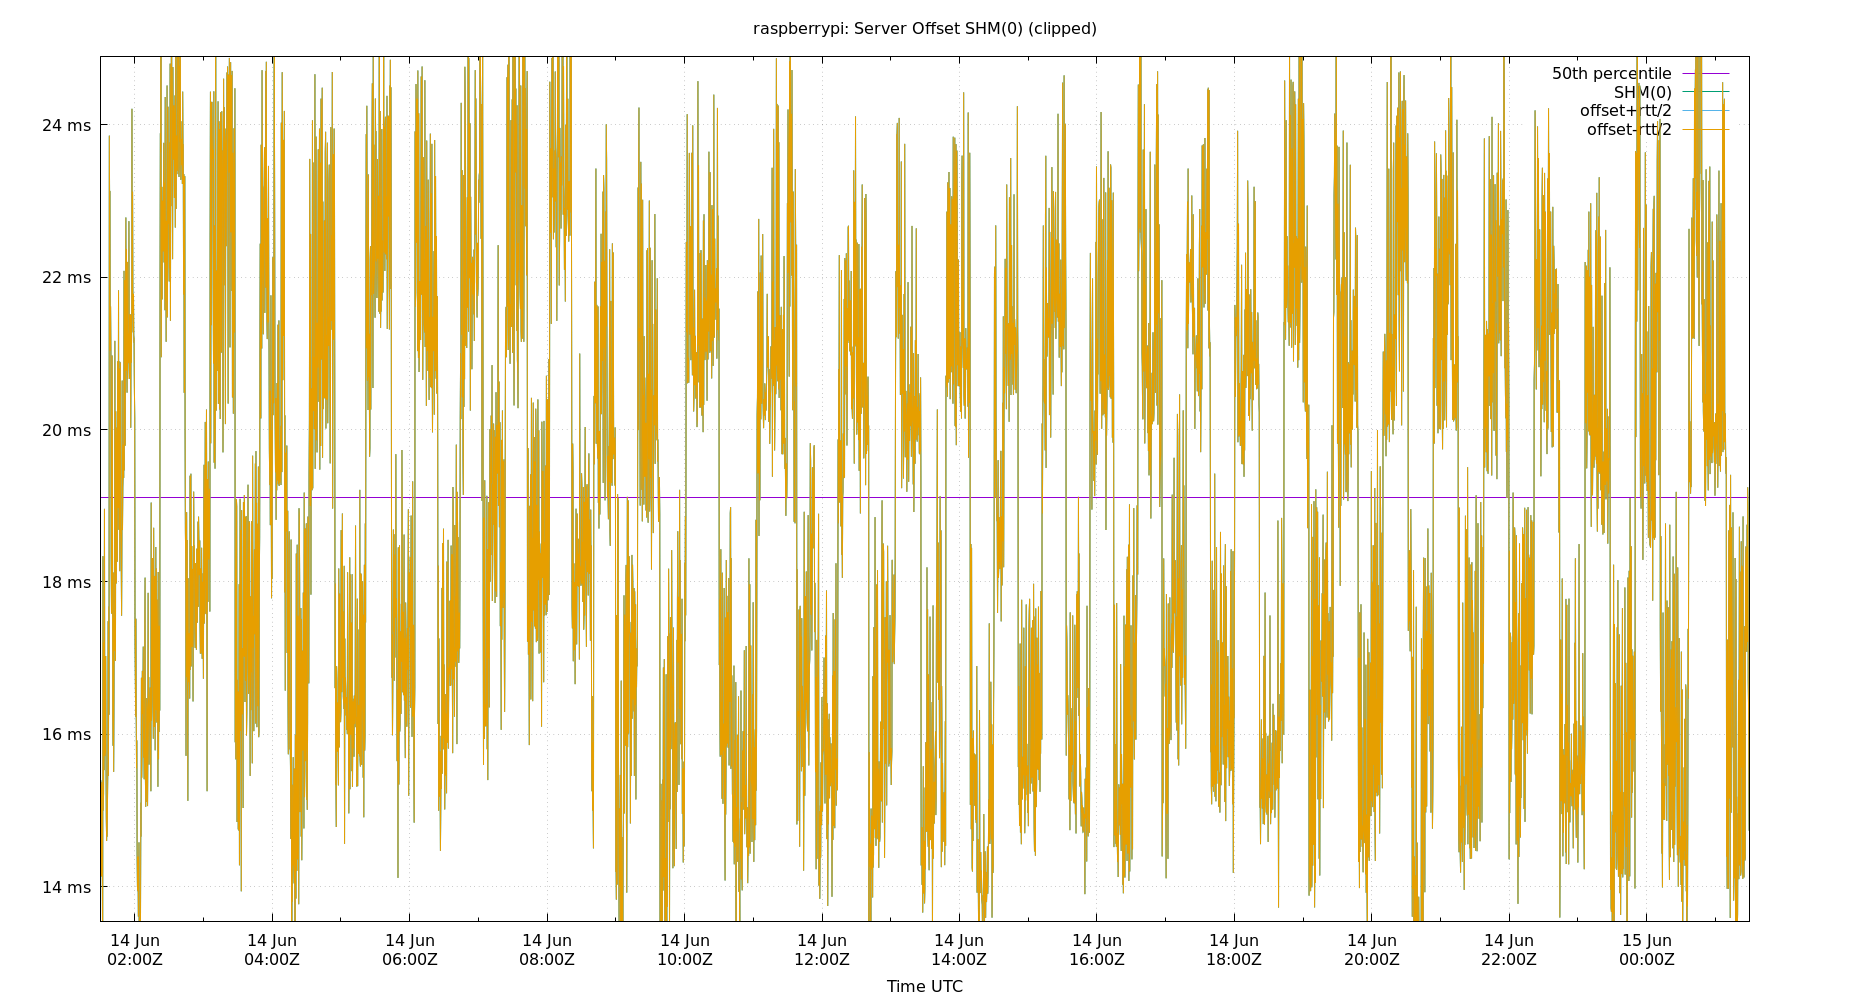 raspberrypi: Server Offset SHM(0) (clipped)
50th percentile
SHM(0)
offset+rtt/2
offset-rtt/2
24 ms
22 ms
20 ms
18 ms
16 ms
14 ms
14 Jun 14 Jun 14 Jun 14 Jun 14 Jun 14 Jun 14 Jun 14 Jun 14 Jun 14 Jun 14 Jun 15 Jun
02:00Z 04:00Z 06:00Z 08:00Z 10:00Z 12:00Z 14:00Z 16:00Z 18:00Z 20:00Z 22:00Z 00:00Z
Time UTC